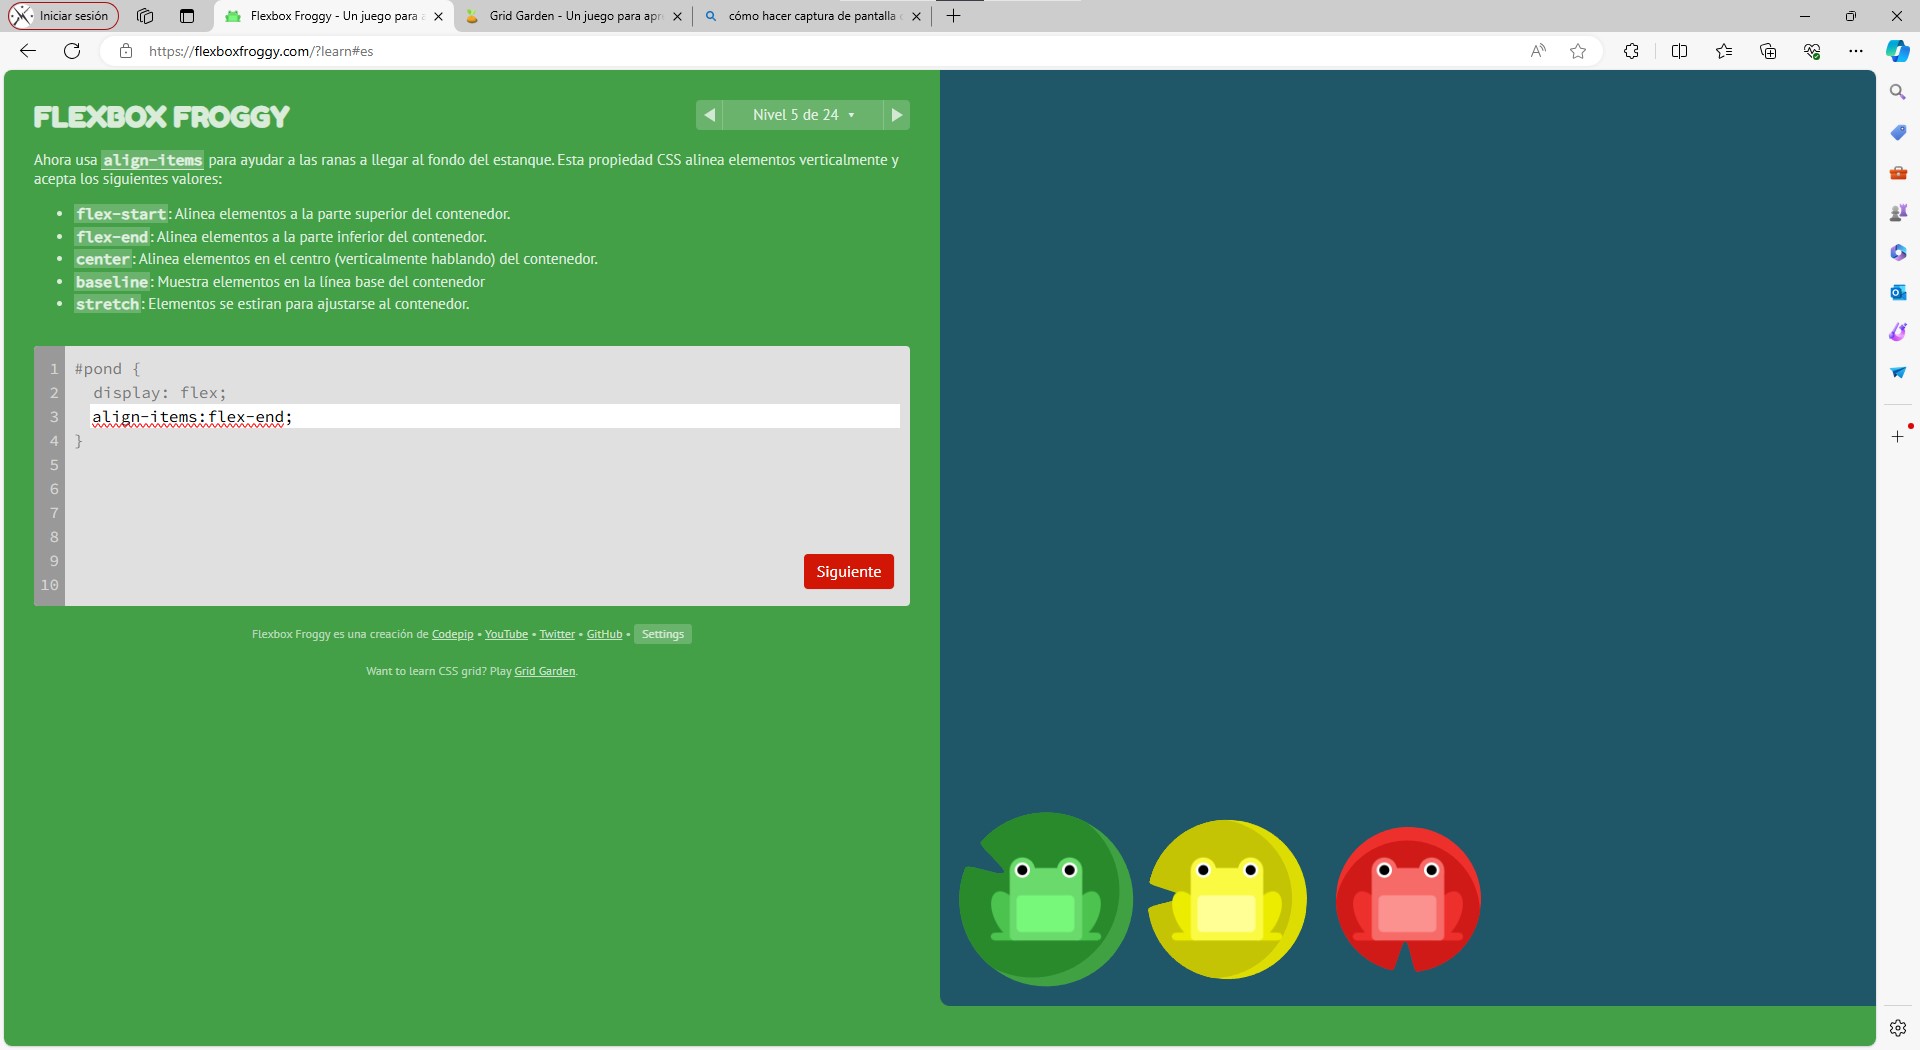 Iniciar sesión
Flexbox Froggy - Un juego para
Grid Garden - Un juego para apr
cómo hacer captura de pantalla
https://flexboxfroggy.com/?learn#es
FLEXBOX FROGGY
Nivel 5 de 24
Ahora usa align-items para ayudar a las ranas a llegar al fondo del estanque. Esta propiedad CSS alinea elementos verticalmente y
acepta los siguientes valores:
• flex-start: Alinea elementos a la parte superior del contenedor.
• flex-end: Alinea elementos a la parte inferior del contenedor.
• center: Alinea elementos en el centro (verticalmente hablando) del contenedor.
• baseline: Muestra elementos en la línea base del contenedor
• stretch: Elementos se estiran para ajustarse al contenedor.
1 #pond {
2 display: flex;
3 align-items:flex-end;
4 }
5
6
7
8
9
10
Siguiente
Flexbox Froggy es una creación de Codepip • YouTube • Twitter • GitHub • Settings
Want to learn CSS grid? Play Grid Garden.